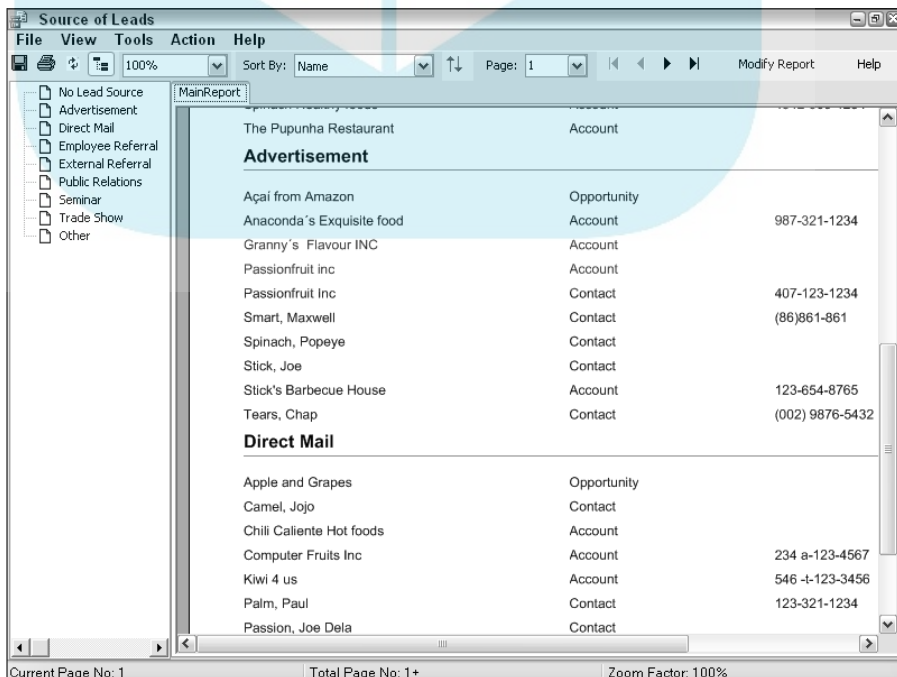 Source of Leads
File View Tools Action Help
100% Sort By: Name Page: 1 Modify Report Help
No Lead Source
Advertisement
Direct Mail
Employee Referral
External Referral
Public Relations
Seminar
Trade Show
Other
MainReport
The Pupunha Restaurant Account
Advertisement
Açaí from Amazon Opportunity
Anaconda´s Exquisite food Account 987-321-1234
Granny´s Flavour INC Account
Passionfruit inc Account
Passionfruit Inc Contact 407-123-1234
Smart, Maxwell Contact (86)861-861
Spinach, Popeye Contact
Stick, Joe Contact
Stick's Barbecue House Account 123-654-8765
Tears, Chap Contact (002) 9876-5432
Direct Mail
Apple and Grapes Opportunity
Camel, Jojo Contact
Chili Caliente Hot foods Account
Computer Fruits Inc Account 234 a-123-4567
Kiwi 4 us Account 546 -t-123-3456
Palm, Paul Contact 123-321-1234
Passion, Joe Dela Contact
Current Page No: 1 Total Page No: 1+ Zoom Factor: 100%